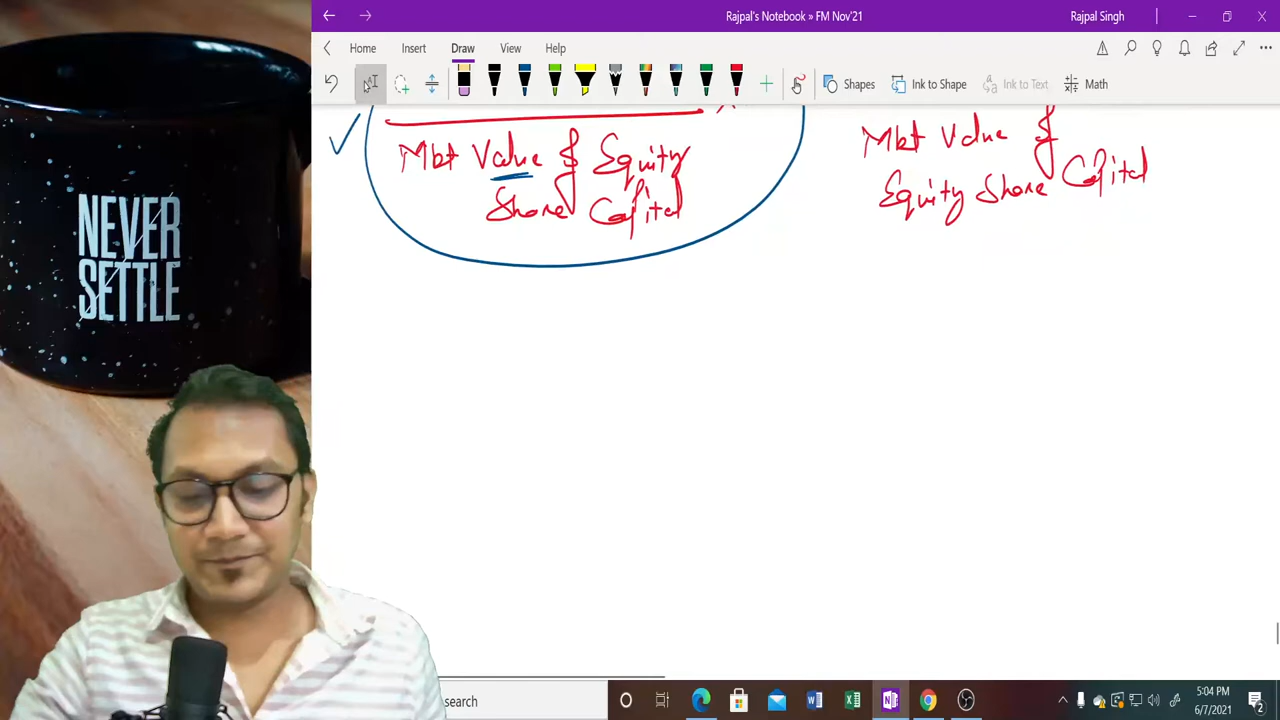 Rajpal's Notebook » FM Nov'21
Rajpal Singh
Home Insert Draw View Help
Shapes Ink to Shape Ink to Text Math
Mkt Value of Equity
Share Capital
Mkt Value of
Equity Share Capital
NEVER
SETTLE
search
5:04 PM
6/7/2021
2